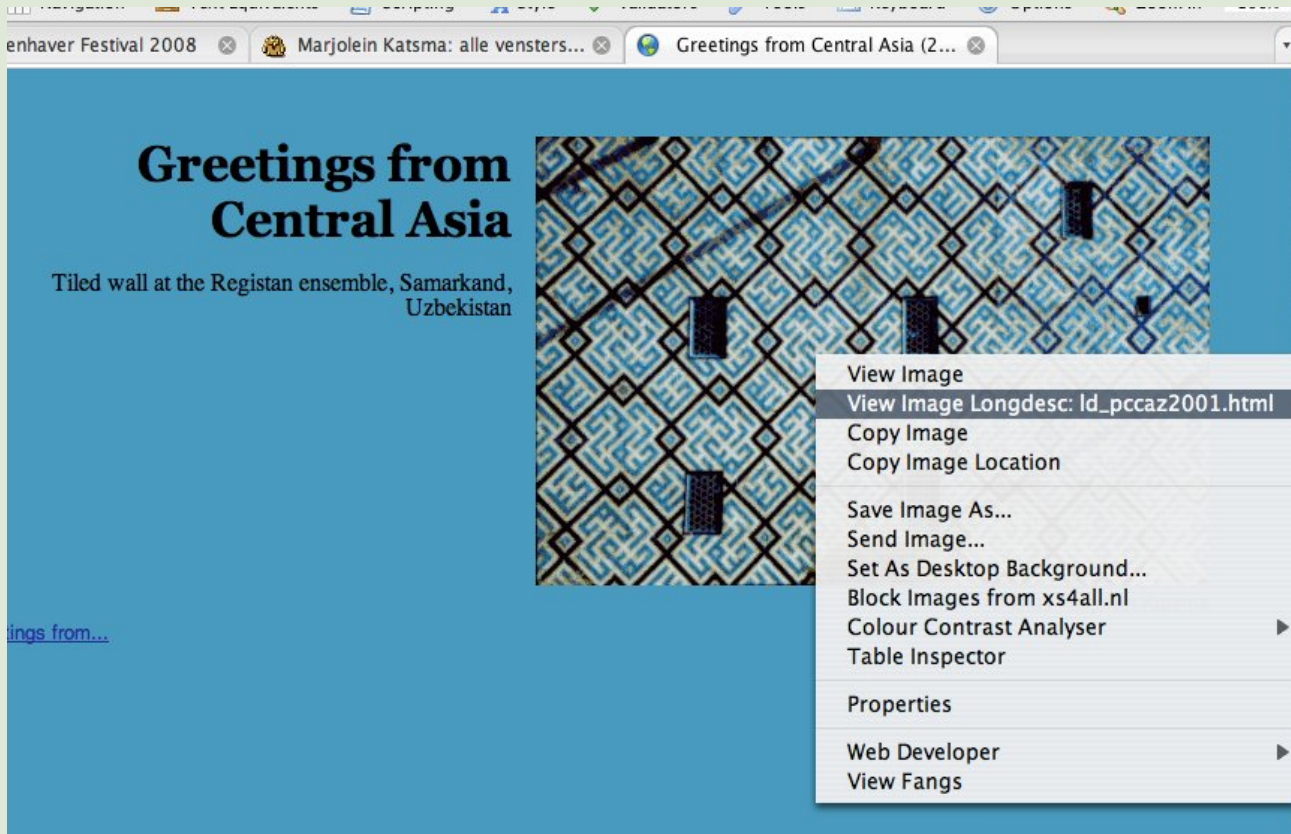 enhaver Festival 2008
Marjolein Katsma: alle vensters...
Greetings from Central Asia (2...
Greetings from
Central Asia
Tiled wall at the Registan ensemble, Samarkand,
Uzbekistan
View Image
View Image Longdesc: ld_pccaz2001.html
Copy Image
Copy Image Location
Save Image As...
Send Image...
Set As Desktop Background...
Block Images from xs4all.nl
Colour Contrast Analyser
Table Inspector
Properties
Web Developer
View Fangs
tings from...